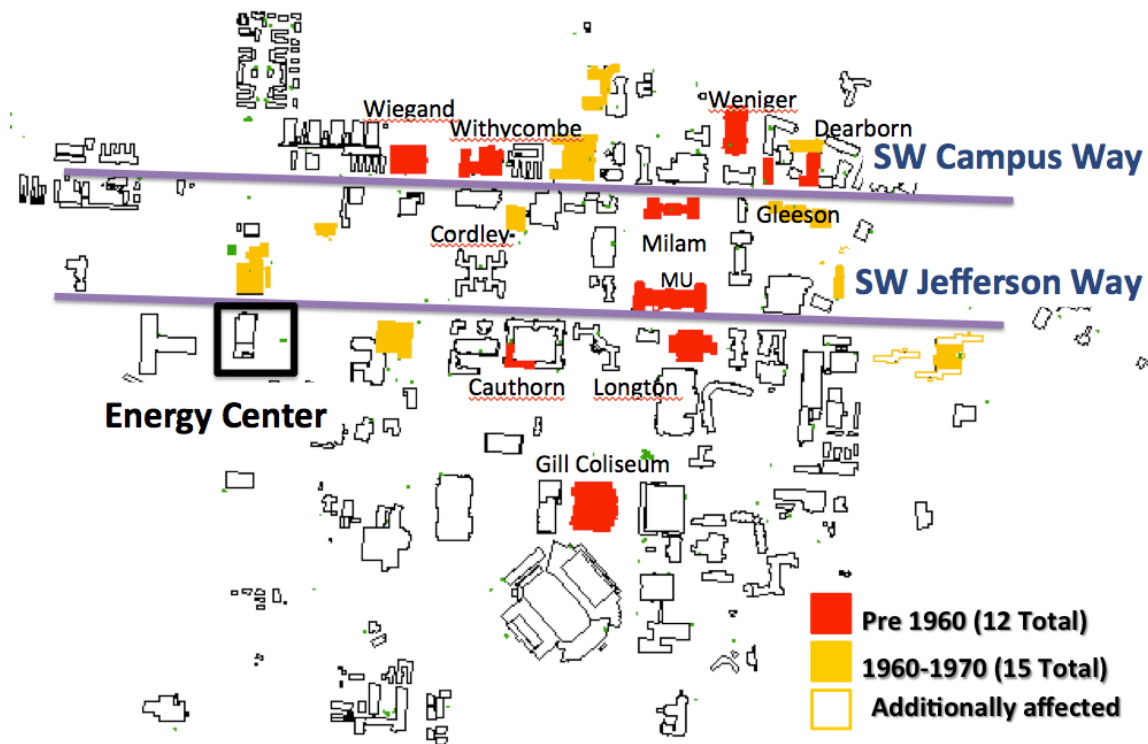 Wiegand
Withycombe
Weniger
Dearborn
SW Campus Way
Cordley
Milam
Gleeson
MU
SW Jefferson Way
Energy Center
Cauthorn
Longton
Gill Coliseum
Pre 1960 (12 Total)
1960-1970 (15 Total)
Additionally affected